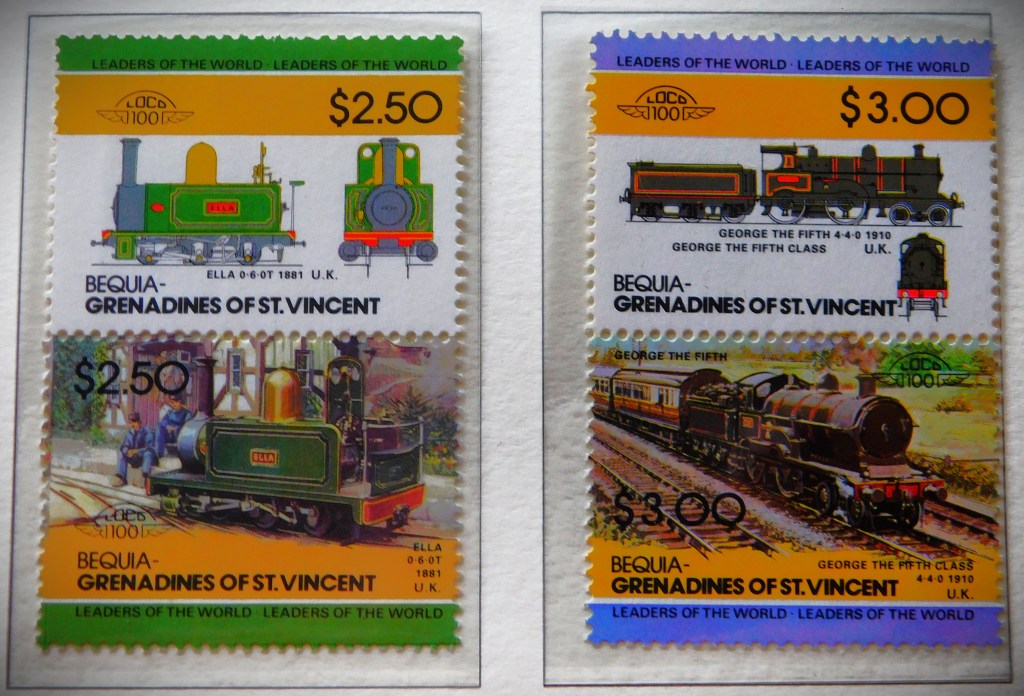 LEADERS OF THE WORLD · LEADERS OF THE WORLD
LOCO
100
$2.50
ELLA
ELLA 0·6·0T 1881 U.K.
BEQUIA-
GRENADINES OF ST.VINCENT
$2.50
ELLA
LOCO
100
ELLA
0·6·0T
1881
U.K.
BEQUIA-
GRENADINES OF ST.VINCENT
LEADERS OF THE WORLD · LEADERS OF THE WORLD
LEADERS OF THE WORLD · LEADERS OF THE WORLD
LOCO
100
$3.00
GEORGE THE FIFTH 4·4·0 1910
GEORGE THE FIFTH CLASS U.K.
BEQUIA-
GRENADINES OF ST.VINCENT
GEORGE THE FIFTH
LOCO
100
$3.00
BEQUIA-
GEORGE THE FIFTH CLASS
4·4·0 1910
GRENADINES OF ST.VINCENT
U.K.
LEADERS OF THE WORLD · LEADERS OF THE WORLD